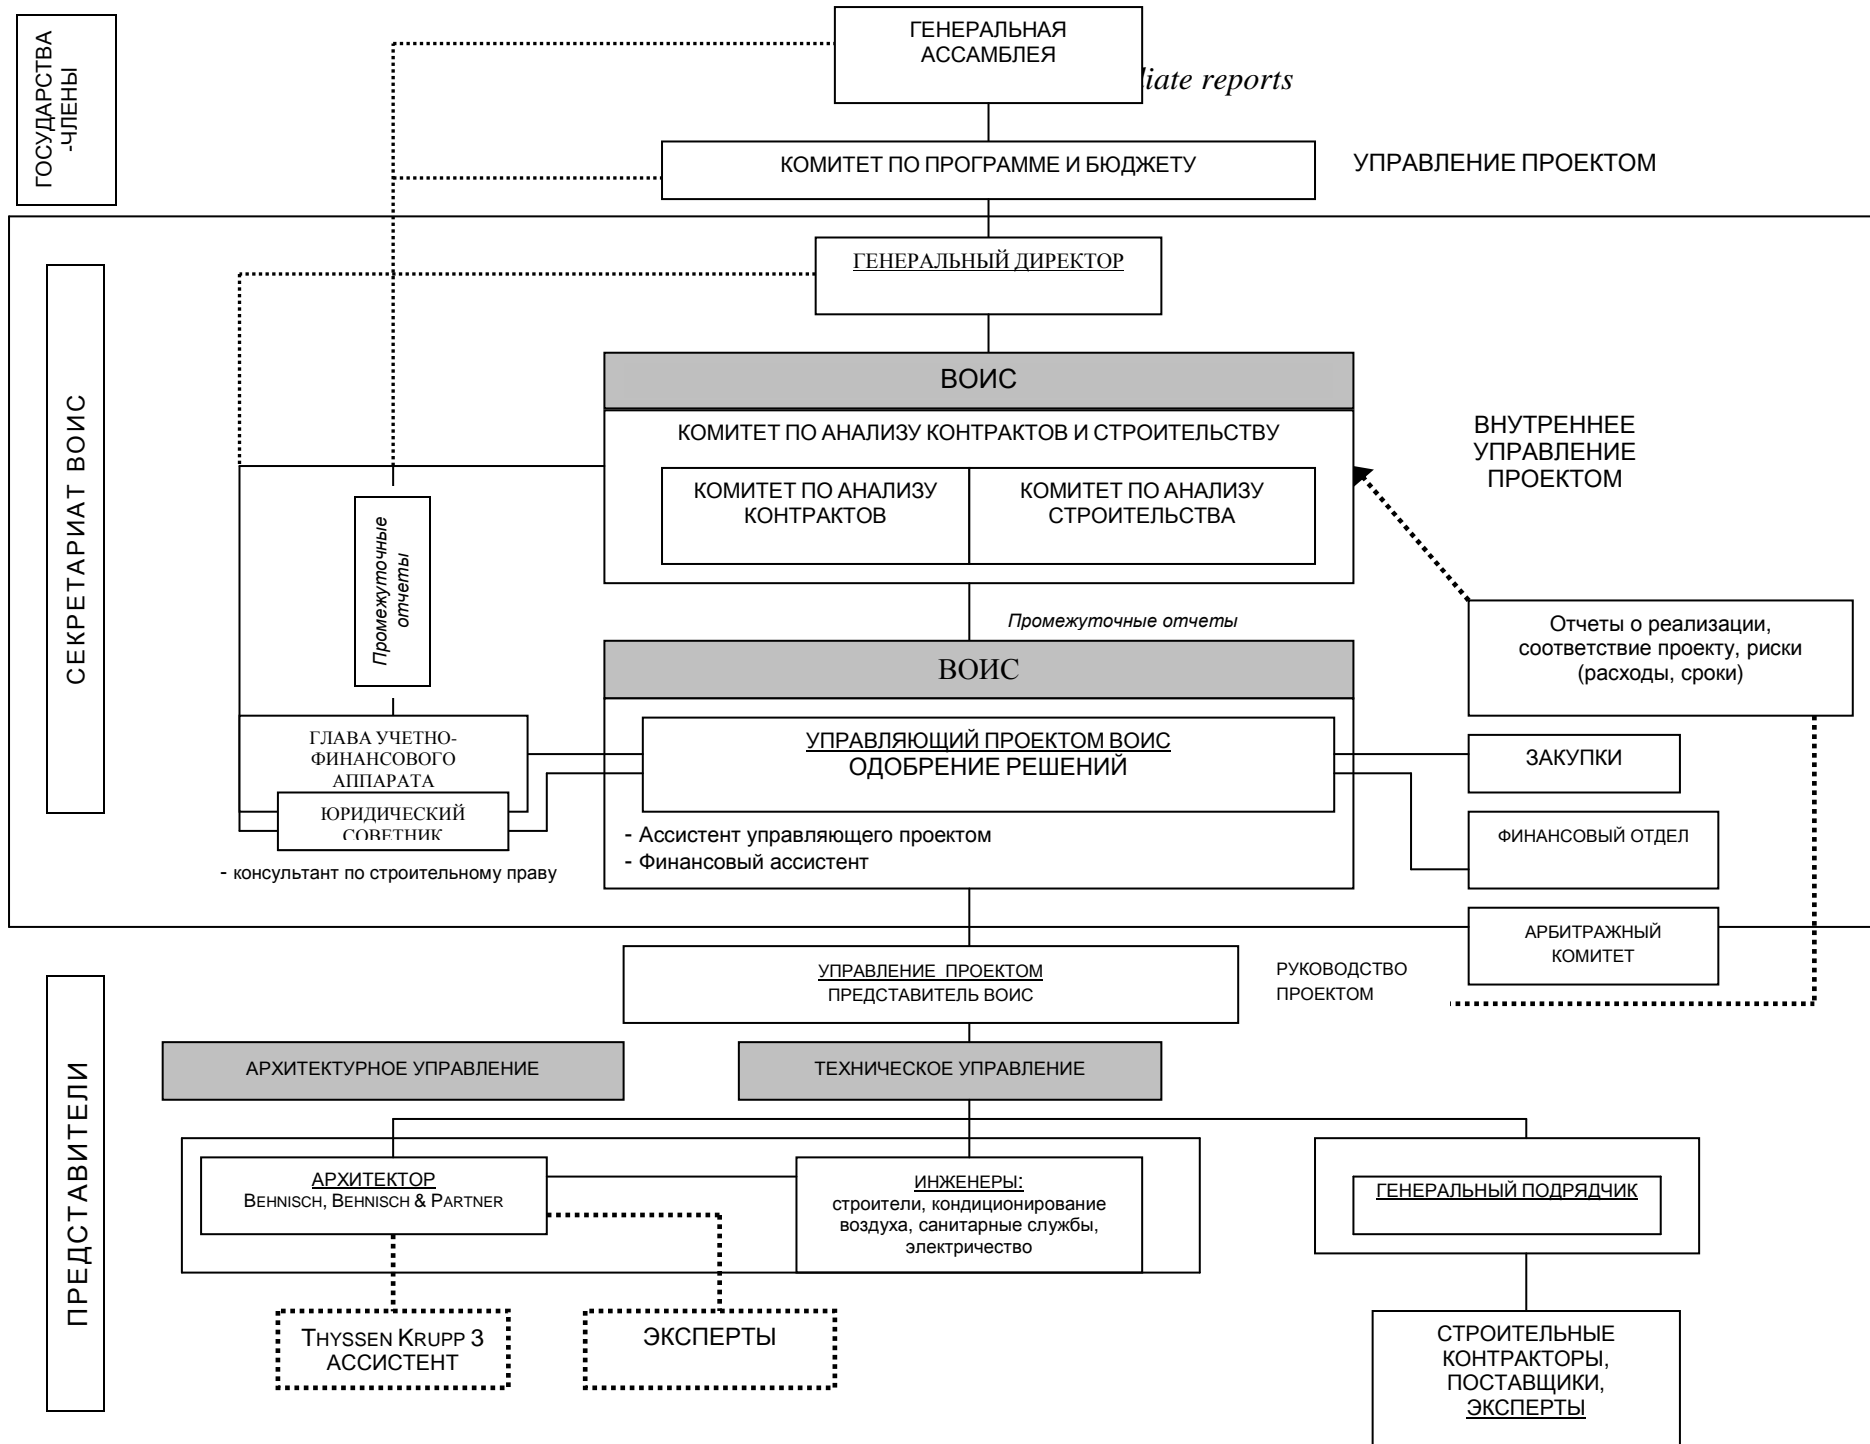 ГОСУДАРСТВА
-ЧЛЕНЫ
ГЕНЕРАЛЬНАЯ
АССАМБЛЕЯ
reports
КОМИТЕТ ПО ПРОГРАММЕ И БЮДЖЕТУ
УПРАВЛЕНИЕ ПРОЕКТОМ
СЕКРЕТАРИАТ ВОИС
ГЕНЕРАЛЬНЫЙ ДИРЕКТОР
ВОИС
КОМИТЕТ ПО АНАЛИЗУ КОНТРАКТОВ И СТРОИТЕЛЬСТВУ
КОМИТЕТ ПО АНАЛИЗУ
КОНТРАКТОВ
КОМИТЕТ ПО АНАЛИЗУ
СТРОИТЕЛЬСТВА
ВНУТРЕННЕЕ
УПРАВЛЕНИЕ
ПРОЕКТОМ
Промежуточные
отчеты
Промежуточные отчеты
Отчеты о реализации,
соответствие проекту, риски
(расходы, сроки)
ВОИС
УПРАВЛЯЮЩИЙ ПРОЕКТОМ ВОИС
ОДОБРЕНИЕ РЕШЕНИЙ
- Ассистент управляющего проектом
- Финансовый ассистент
ГЛАВА УЧЕТНО-
ФИНАНСОВОГО
АППАРАТА
ЮРИДИЧЕСКИЙ
СОВЕТНИК
- консультант по строительному праву
ЗАКУПКИ
ФИНАНСОВЫЙ ОТДЕЛ
АРБИТРАЖНЫЙ
КОМИТЕТ
ПРЕДСТАВИТЕЛИ
УПРАВЛЕНИЕ ПРОЕКТОМ
ПРЕДСТАВИТЕЛЬ ВОИС
РУКОВОДСТВО
ПРОЕКТОМ
АРХИТЕКТУРНОЕ УПРАВЛЕНИЕ
ТЕХНИЧЕСКОЕ УПРАВЛЕНИЕ
АРХИТЕКТОР
BEHNISCH, BEHNISCH & PARTNER
ИНЖЕНЕРЫ:
строители, кондиционирование
воздуха, санитарные службы,
электричество
ГЕНЕРАЛЬНЫЙ ПОДРЯДЧИК
THYSSEN KRUPP 3
АССИСТЕНТ
ЭКСПЕРТЫ
СТРОИТЕЛЬНЫЕ
КОНТРАКТОРЫ,
ПОСТАВЩИКИ,
ЭКСПЕРТЫ